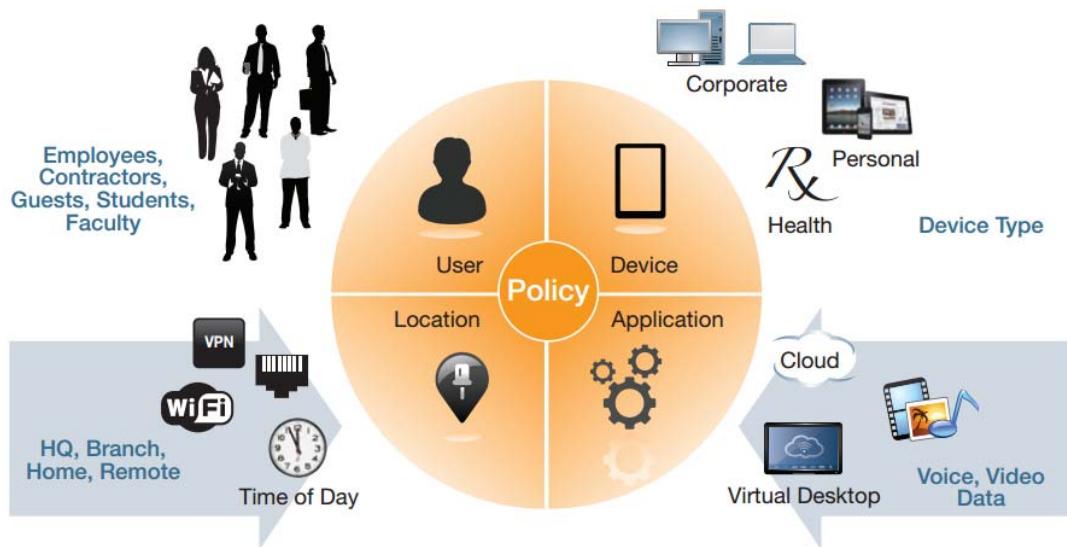 Corporate
Personal
Employees,
Contractors,
Guests, Students,
Faculty
Rx
Health
Device Type
User
Device
Policy
Location
Application
VPN
WiFi
HQ, Branch,
Home, Remote
Time of Day
Cloud
Virtual Desktop
Voice, Video
Data